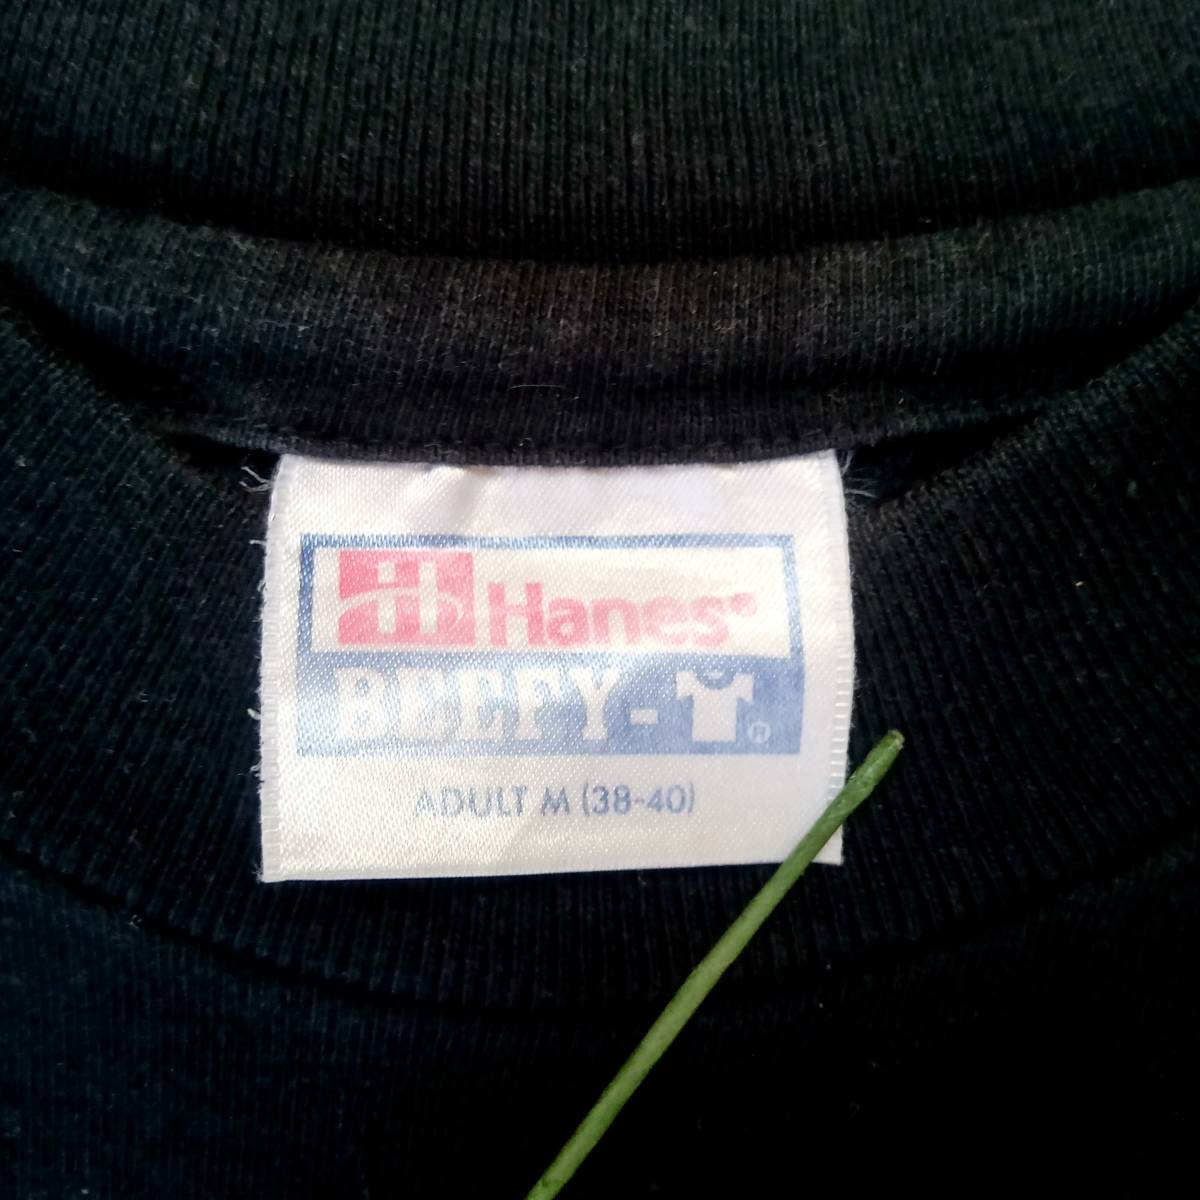 Hanes®
BEEFY-T®
ADULT M (38-40)